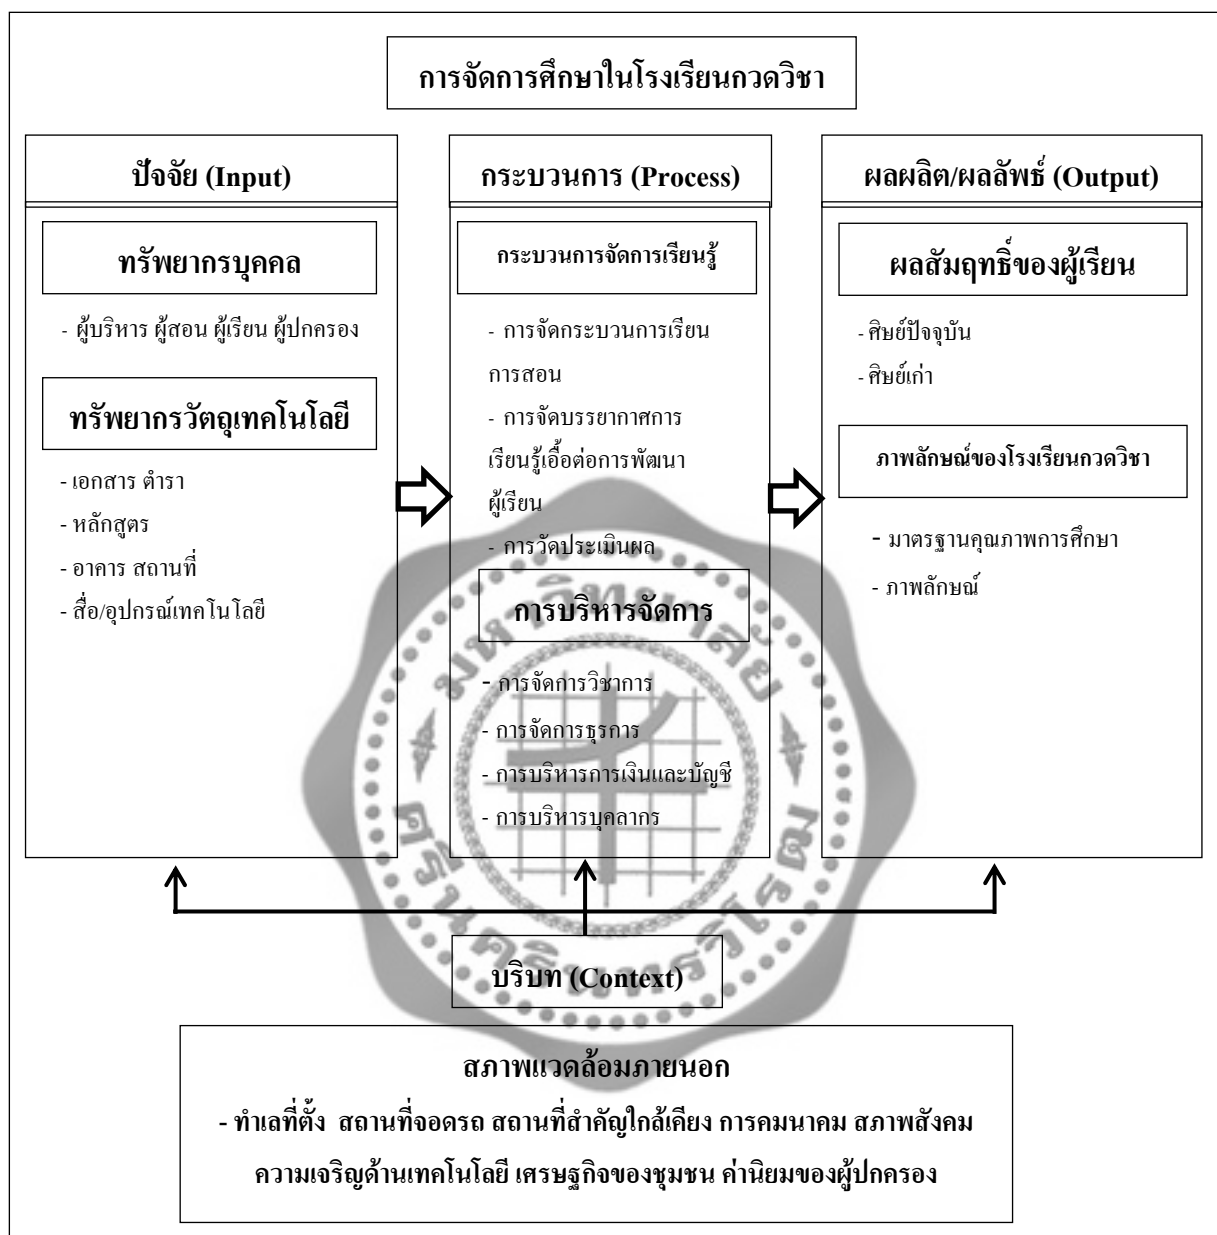 การจัดการศึกษาในโรงเรียนกวดวิชา
ปัจจัย (Input)
ทรัพยากรบุคคล
- ผู้บริหาร ผู้สอน ผู้เรียน ผู้ปกครอง
ทรัพยากรวัตถุเทคโนโลยี
- เอกสาร ตำรา
- หลักสูตร
- อาคาร สถานที่
- สื่อ/อุปกรณ์เทคโนโลยี
กระบวนการ (Process)
กระบวนการจัดการเรียนรู้
- การจัดกระบวนการเรียน
การสอน
- การจัดบรรยากาศการ
เรียนรู้เอื้อต่อการพัฒนา
ผู้เรียน
- การวัดประเมินผล
การบริหารจัดการ
- การจัดการวิชาการ
- การจัดการธุรการ
- การบริหารการเงินและบัญชี
- การบริหารบุคลากร
ผลผลิต/ผลลัพธ์ (Output)
ผลสัมฤทธิ์ของผู้เรียน
- ศิษย์ปัจจุบัน
- ศิษย์เก่า
ภาพลักษณ์ของโรงเรียนกวดวิชา
- มาตรฐานคุณภาพการศึกษา
- ภาพลักษณ์
บริบท (Context)
สภาพแวดล้อมภายนอก
- ทำเลที่ตั้ง สถานที่จอดรถ สถานที่สำคัญใกล้เคียง การคมนาคม สภาพสังคม
ความเจริญด้านเทคโนโลยี เศรษฐกิจของชุมชน ค่านิยมของผู้ปกครอง
มหาวิทยาลัย
ศรีนครินทรวิโรฒ